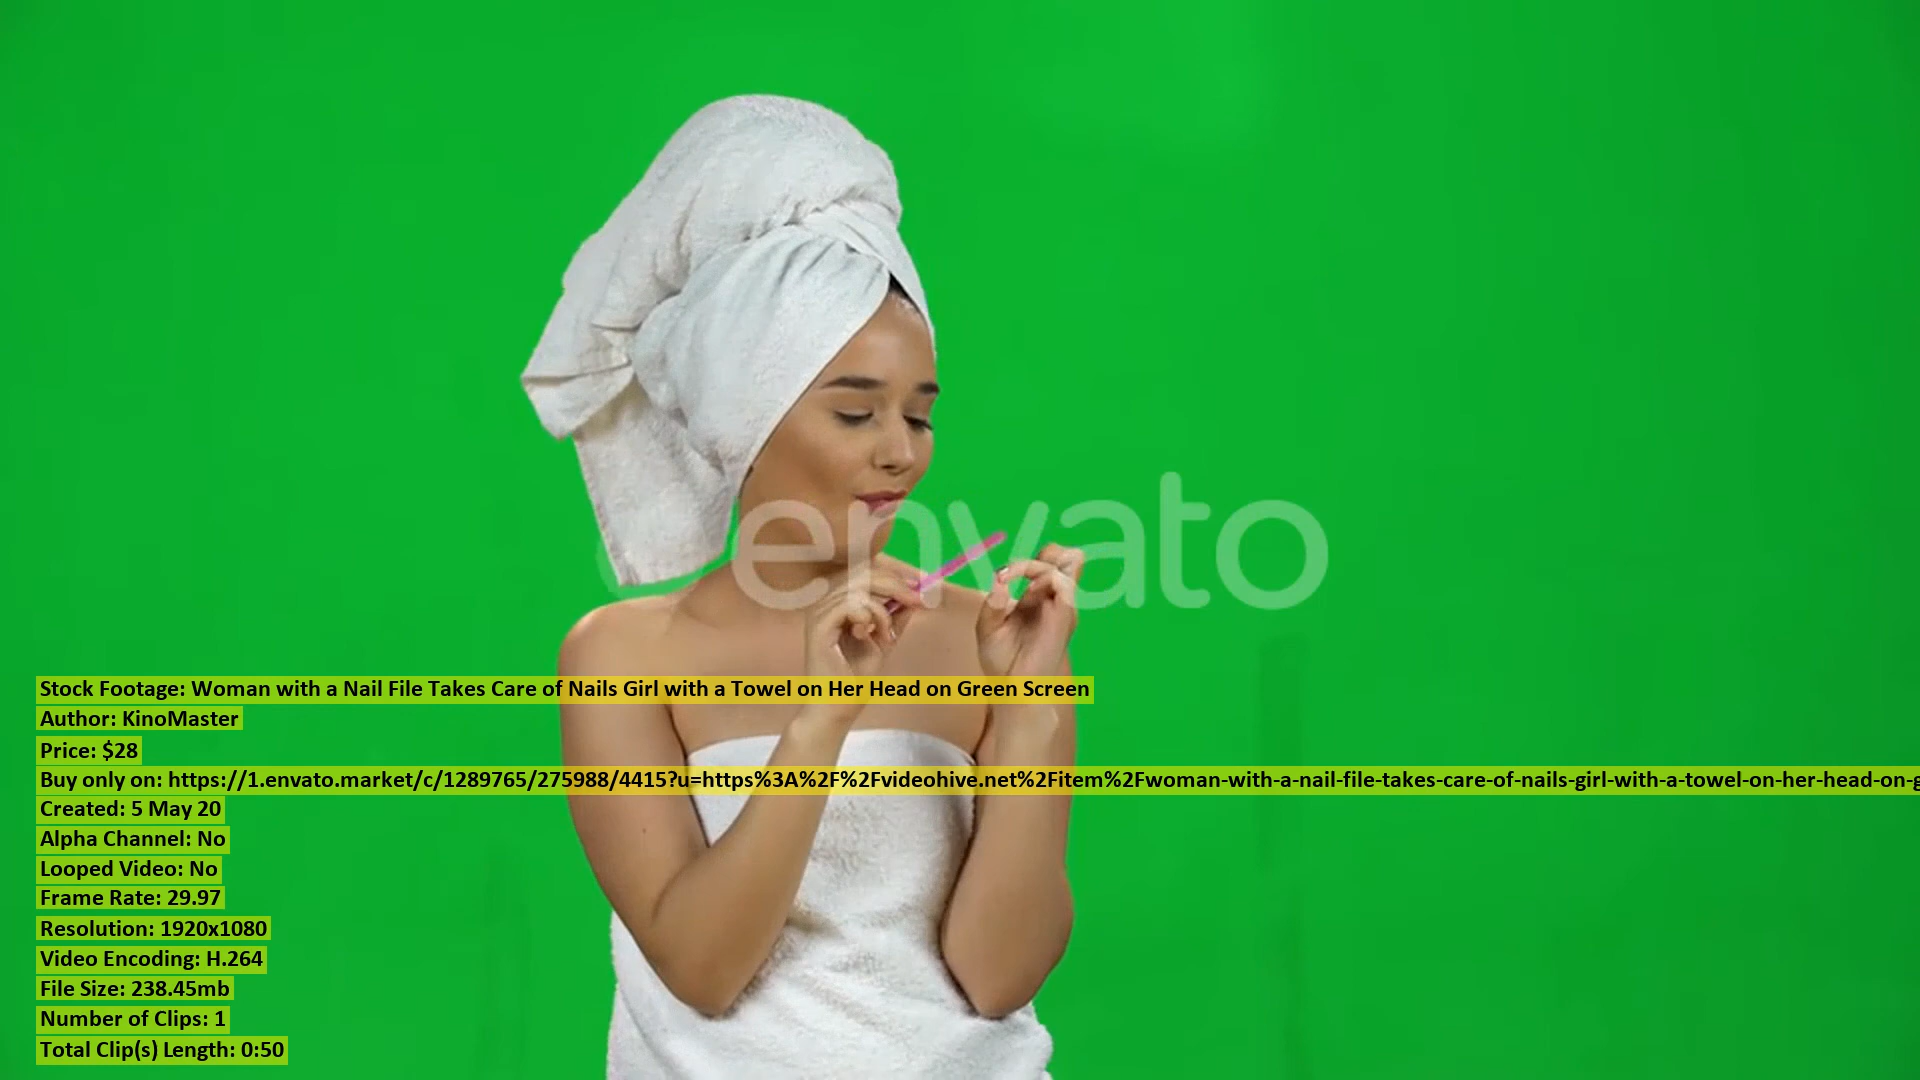 envato
Stock Footage: Woman with a Nail File Takes Care of Nails Girl with a Towel on Her Head on Green Screen
Author: KinoMaster
Price: $28
Buy only on: https://1.envato.market/c/1289765/275988/4415?u=https%3A%2F%2Fvideohive.net%2Fitem%2Fwoman-with-a-nail-file-takes-care-of-nails-girl-with-a-towel-on-her-head-on-g
Created: 5 May 20
Alpha Channel: No
Looped Video: No
Frame Rate: 29.97
Resolution: 1920x1080
Video Encoding: H.264
File Size: 238.45mb
Number of Clips: 1
Total Clip(s) Length: 0:50